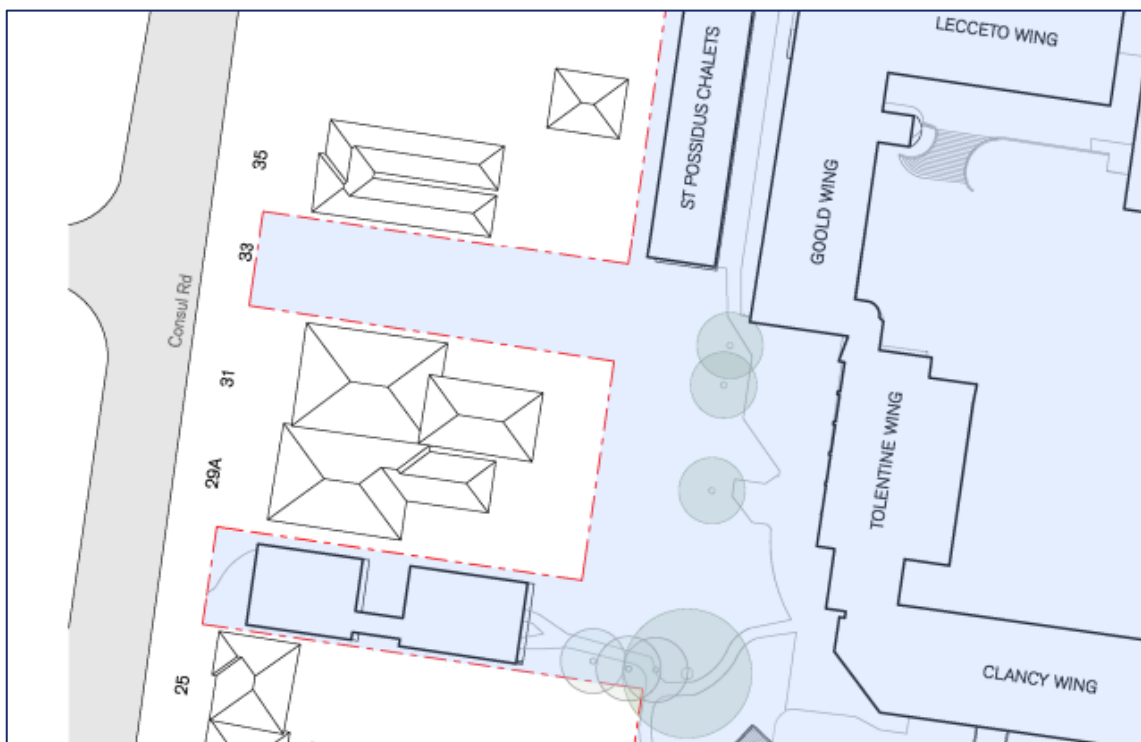 LECCETO WING
ST POSSIDUS CHALETS
35
GOOLD WING
33
Consul Rd
31
TOLENTINE WING
29A
CLANCY WING
25